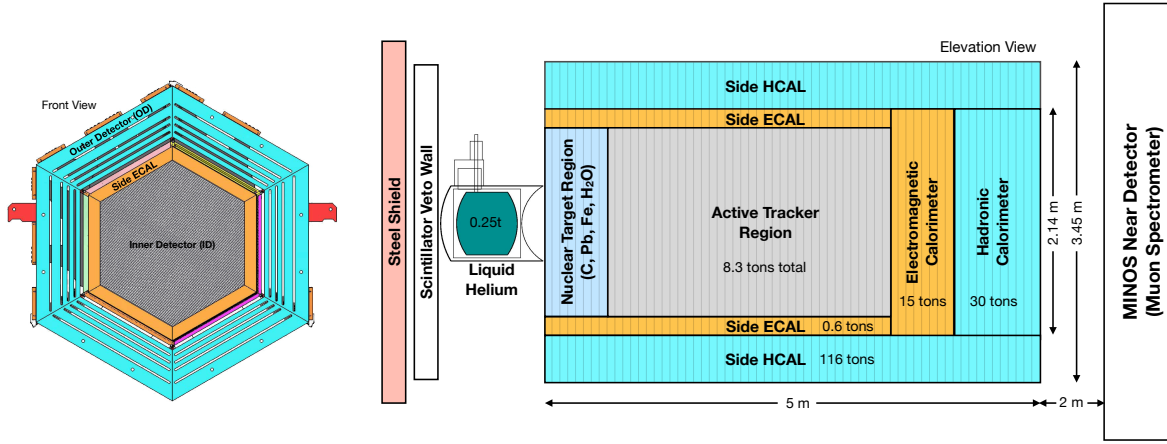 Front View
Outer Detector (OD)
Side ECAL
Inner Detector (ID)
Steel Shield
Scintillator Veto Wall
0.25t
Liquid
Helium
Elevation View
Side HCAL
Side ECAL
Nuclear Target Region
(C, Pb, Fe, H₂O)
Active Tracker
Region
8.3 tons total
Electromagnetic
Calorimeter
15 tons
Hadronic
Calorimeter
30 tons
Side ECAL 0.6 tons
Side HCAL 116 tons
2.14 m
3.45 m
5 m
2 m
MINOS Near Detector
(Muon Spectrometer)